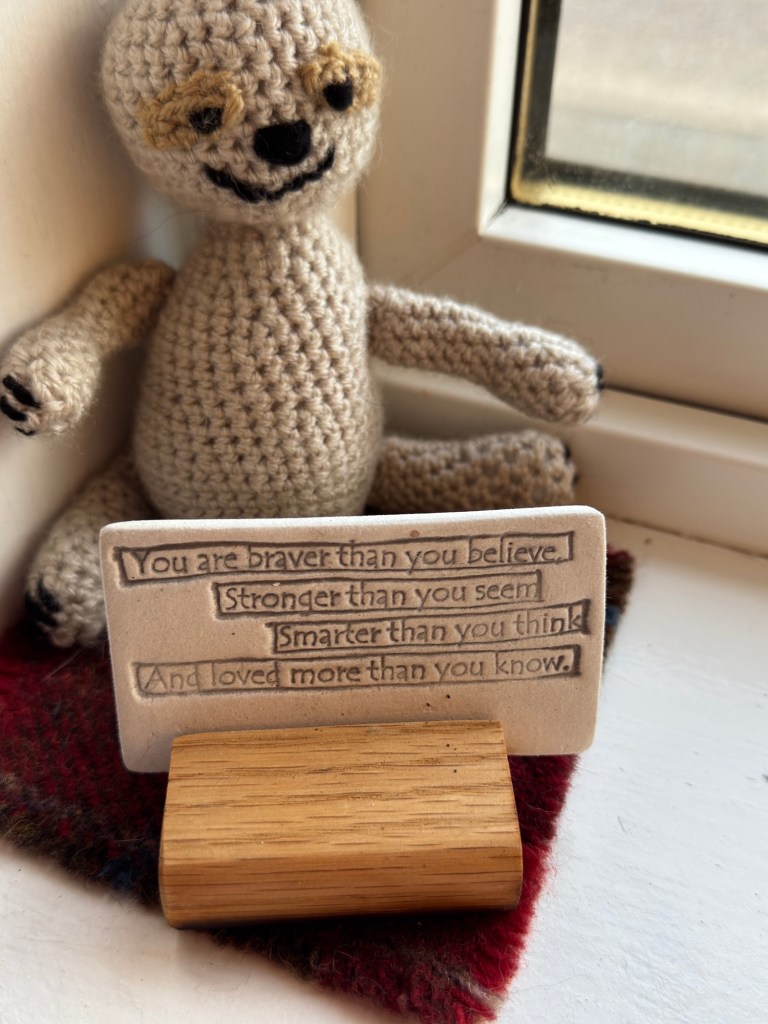 You are braver than you believe,
Stronger than you seem
Smarter than you think
And loved more than you know.